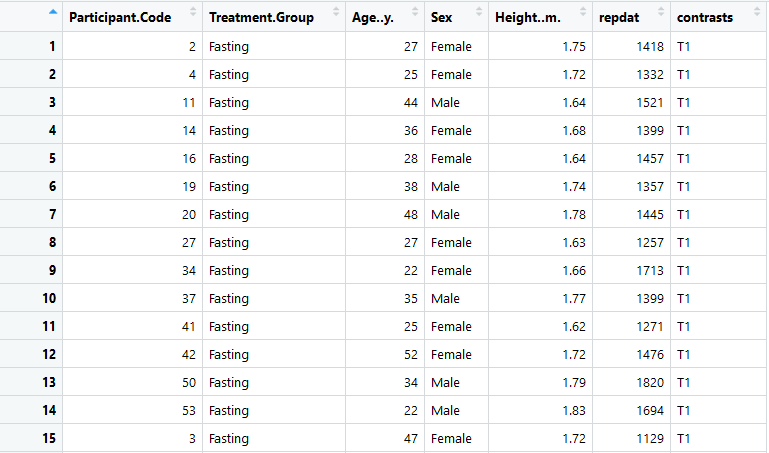 Participant.Code Treatment.Group Age..y. Sex Height..m. repdat contrasts
1 2 Fasting 27 Female 1.75 1418 T1
2 4 Fasting 25 Female 1.72 1332 T1
3 11 Fasting 44 Male 1.64 1521 T1
4 14 Fasting 36 Female 1.68 1399 T1
5 16 Fasting 28 Female 1.64 1457 T1
6 19 Fasting 38 Male 1.74 1357 T1
7 20 Fasting 48 Male 1.78 1445 T1
8 27 Fasting 27 Female 1.63 1257 T1
9 34 Fasting 22 Female 1.66 1713 T1
10 37 Fasting 35 Male 1.77 1399 T1
11 41 Fasting 25 Female 1.62 1271 T1
12 42 Fasting 52 Female 1.72 1476 T1
13 50 Fasting 34 Male 1.79 1820 T1
14 53 Fasting 22 Male 1.83 1694 T1
15 3 Fasting 47 Female 1.72 1129 T1